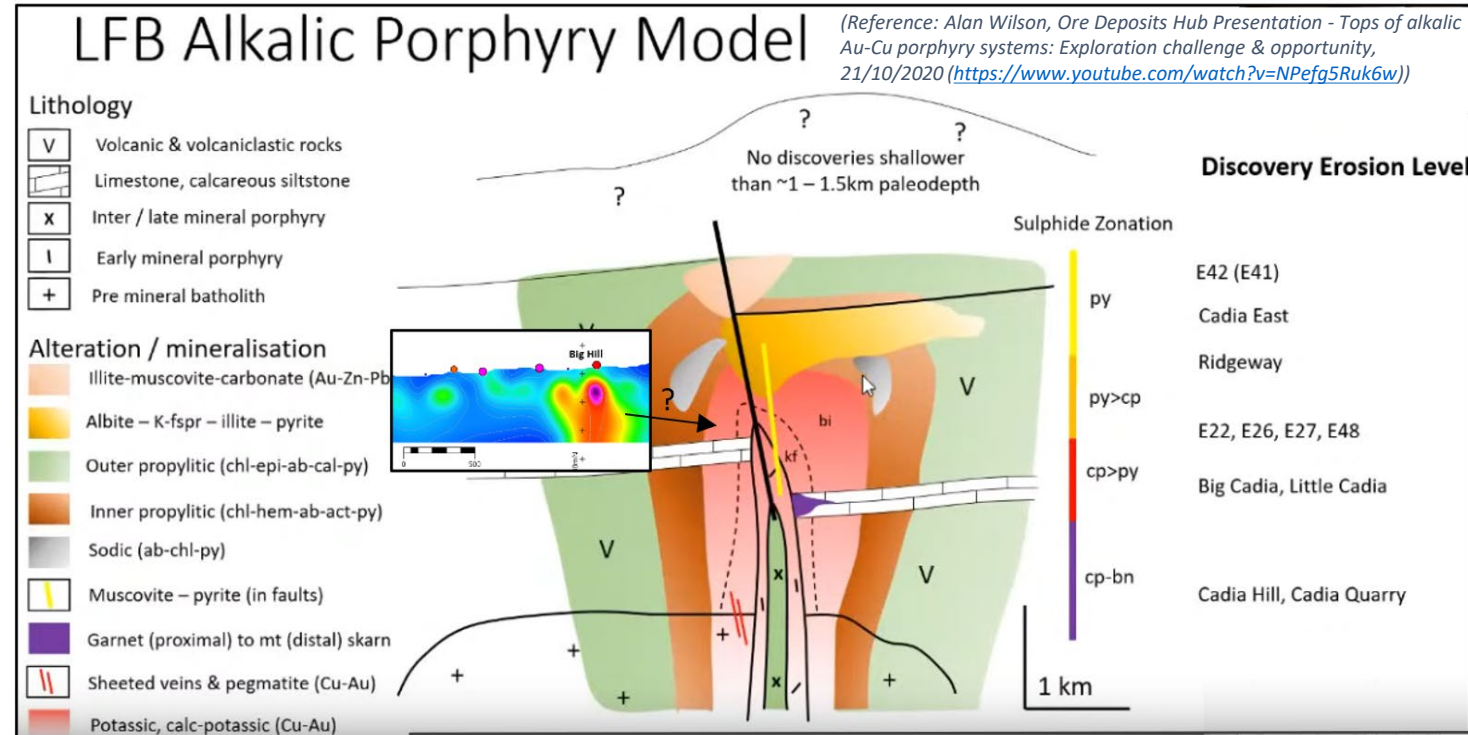 LFB Alkalic Porphyry Model
(Reference: Alan Wilson, Ore Deposits Hub Presentation - Tops of alkalic
Au-Cu porphyry systems: Exploration challenge & opportunity,
21/10/2020 (https://www.youtube.com/watch?v=NPefg5Ruk6w))
Lithology
V Volcanic & volcaniclastic rocks
Limestone, calcareous siltstone
x Inter / late mineral porphyry
Early mineral porphyry
+ Pre mineral batholith
Alteration / mineralisation
Illite-muscovite-carbonate (Au-Zn-Pb
Albite – K-fspr – illite – pyrite
Outer propylitic (chl-epi-ab-cal-py)
Inner propylitic (chl-hem-ab-act-py)
Sodic (ab-chl-py)
Muscovite – pyrite (in faults)
Garnet (proximal) to mt (distal) skarn
Sheeted veins & pegmatite (Cu-Au)
Potassic, calc-potassic (Cu-Au)
?
?
?
No discoveries shallower
than ~1 – 1.5km paleodepth
Big Hill
0 500
?
V
bi
kf
V
V
x
x
1 km
Sulphide Zonation
py
py>cp
cp>py
cp-bn
Discovery Erosion Level
E42 (E41)
Cadia East
Ridgeway
E22, E26, E27, E48
Big Cadia, Little Cadia
Cadia Hill, Cadia Quarry